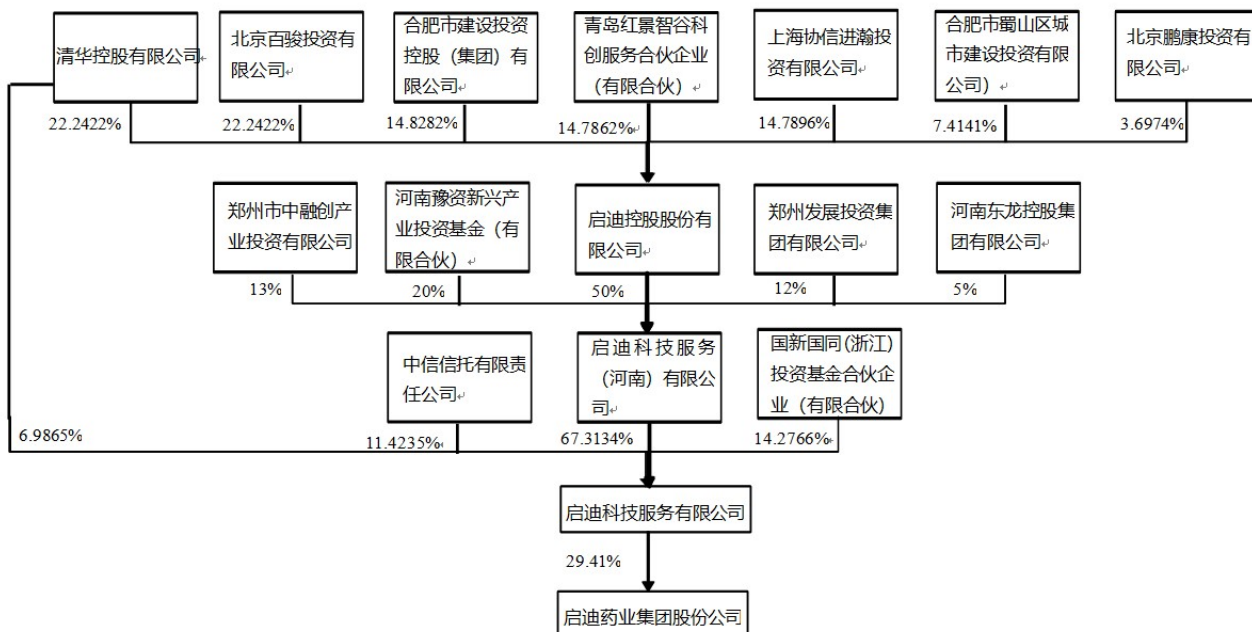 清华控股有限公司
北京百骏投资有
限公司
合肥市建设投资
控股（集团）有
限公司
青岛红景智谷科
创服务合伙企业
（有限合伙）
上海协信进瀚投
资有限公司
合肥市蜀山区城
市建设投资有限
公司）
北京鹏康投资有
限公司
22.2422%
22.2422%
14.8282%
14.7862%
14.7896%
7.4141%
3.6974%
郑州市中融创产
业投资有限公司
河南豫资新兴产
业投资基金（有
限合伙）
启迪控股股份有
限公司
郑州发展投资集
团有限公司
河南东龙控股集
团有限公司
13%
20%
50%
12%
5%
中信信托有限责
任公司
启迪科技服务
（河南）有限公
司
国新国同(浙江)
投资基金合伙企
业（有限合伙）
6.9865%
11.4235%
67.3134%
14.2766%
启迪科技服务有限公司
29.41%
启迪药业集团股份公司